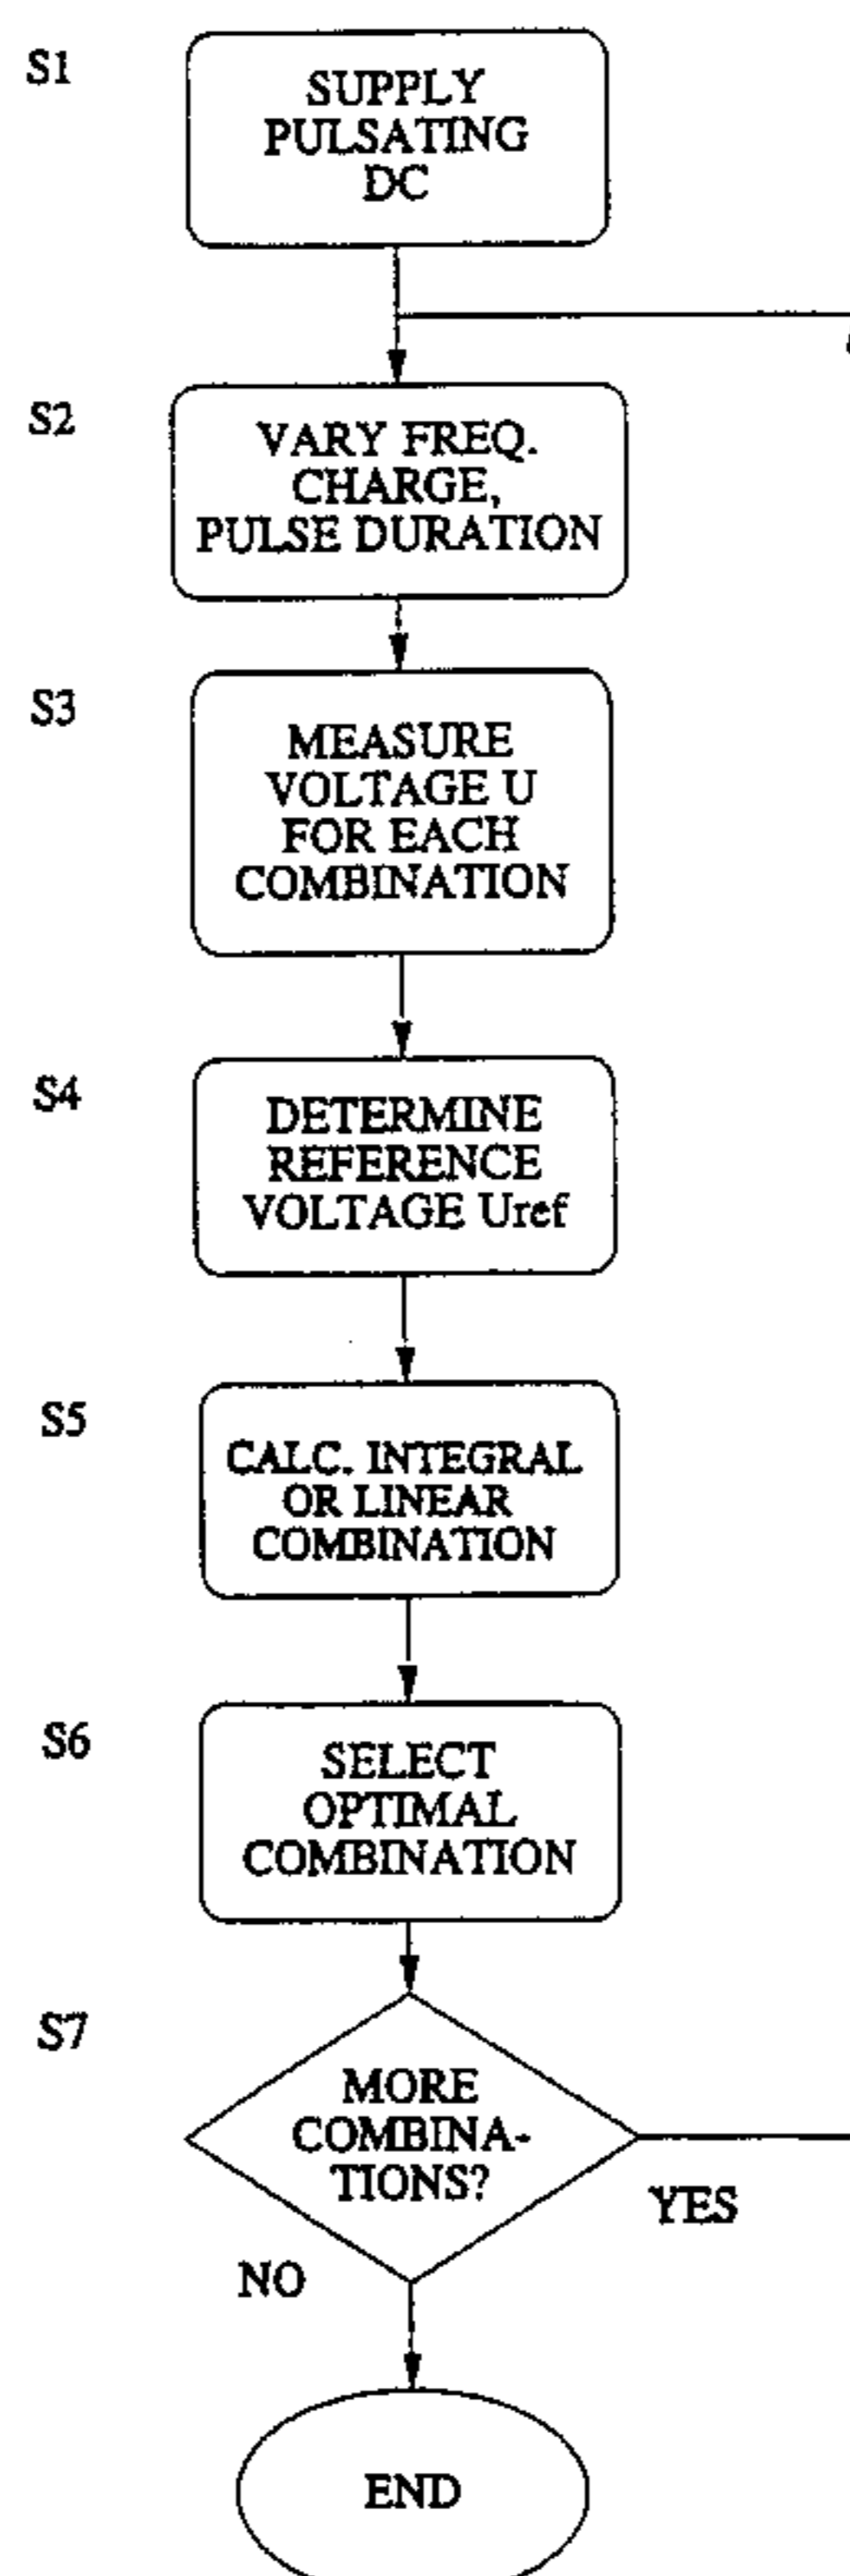 S1
SUPPLY
PULSATING
DC
S2
VARY FREQ.
CHARGE,
PULSE DURATION
S3
MEASURE
VOLTAGE U
FOR EACH
COMBINATION
S4
DETERMINE
REFERENCE
VOLTAGE Uref
S5
CALC. INTEGRAL
OR LINEAR
COMBINATION
S6
SELECT
OPTIMAL
COMBINATION
S7
MORE
COMBINA-
TIONS?
YES
NO
END